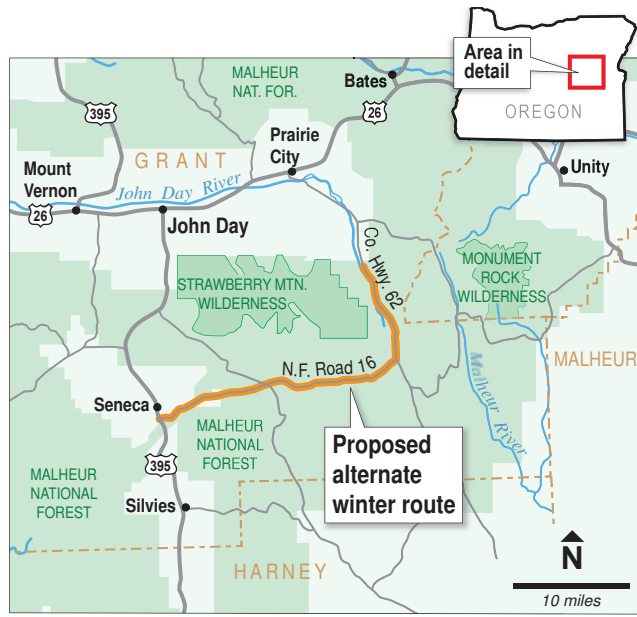 Area in
detail
OREGON
MALHEUR
NAT. FOR.
Bates
395
26
Prairie
City
GRANT
Unity
Mount
Vernon
John Day River
26
John Day
Co. Hwy. 62
MONUMENT
ROCK
WILDERNESS
STRAWBERRY MTN.
WILDERNESS
MALHEUR
N.F. Road 16
Malheur River
Seneca
MALHEUR
NATIONAL
FOREST
Proposed
alternate
winter route
395
MALHEUR
NATIONAL
FOREST
Silvies
HARNEY
N
10 miles